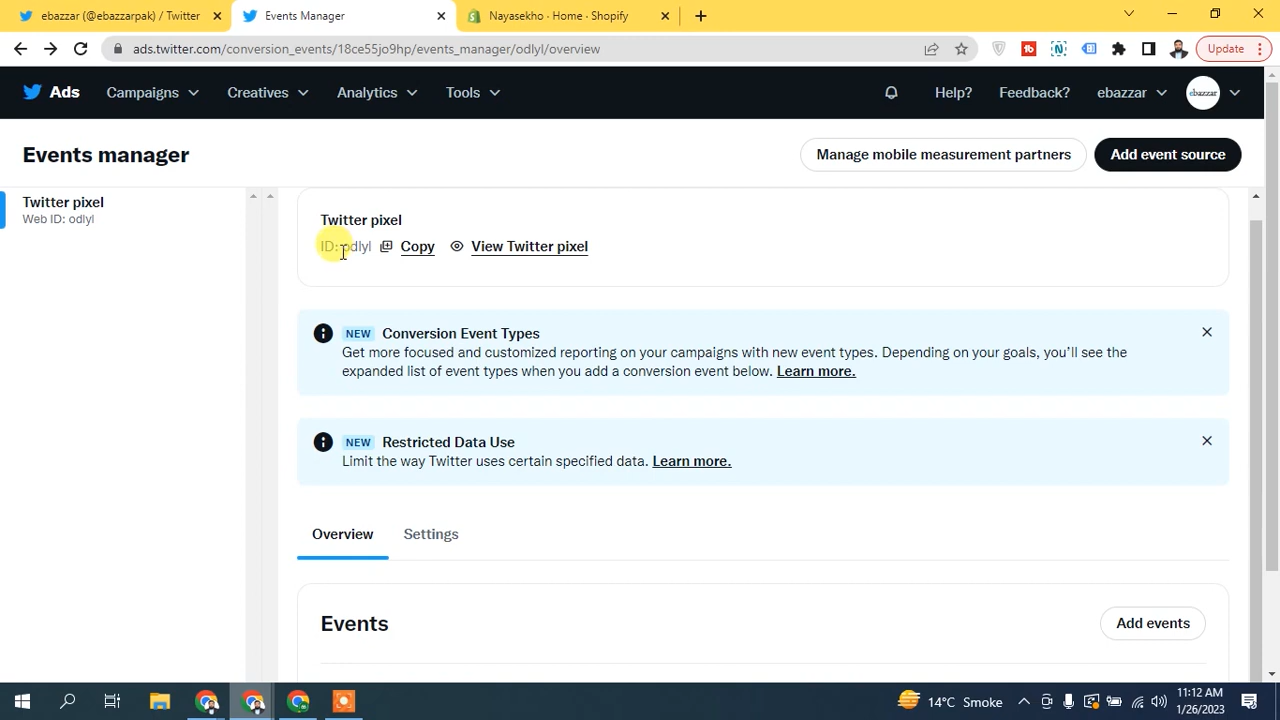 ebazzar (@ebazzarpak) / Twitter
Events Manager
Nayasekho · Home · Shopify
ads.twitter.com/conversion_events/18ce55jo9hp/events_manager/odlyl/overview
Update
Ads
Campaigns
Creatives
Analytics
Tools
Help?
Feedback?
ebazzar
ebazzar
Events manager
Manage mobile measurement partners
Add event source
Twitter pixel
Web ID: odlyl
Twitter pixel
ID: odlyl
Copy
View Twitter pixel
NEW Conversion Event Types
Get more focused and customized reporting on your campaigns with new event types. Depending on your goals, you'll see the
expanded list of event types when you add a conversion event below. Learn more.
NEW Restricted Data Use
Limit the way Twitter uses certain specified data. Learn more.
Overview
Settings
Events
Add events
14°C Smoke
11:12 AM
1/26/2023